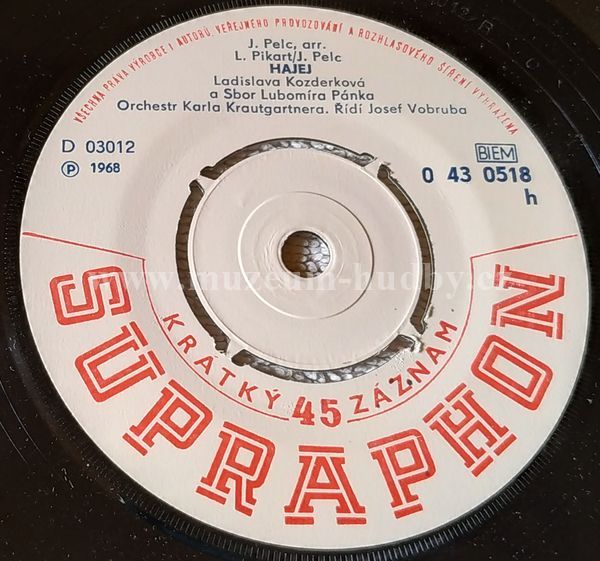 VŠECHNA PRÁVA VÝROBCE I AUTORŮ. VEŘEJNÉHO PROVOZOVÁNÍ A ROZHLASOVÉHO ŠÍŘENÍ VYHRAZENA
J. Pelc, arr.
L. Pikart/J. Pelc
HAJEJ
Ladislava Kozderková
a Sbor Lubomíra Pánka
Orchestr Karla Krautgartnera. Řídí Josef Vobruba
D 03012
Ⓟ 1968
BIEM
0 43 0518
h
www.muzeum-hudby.cz
KRATKÝ 45 ZÁZNAM
SUPRAPHON